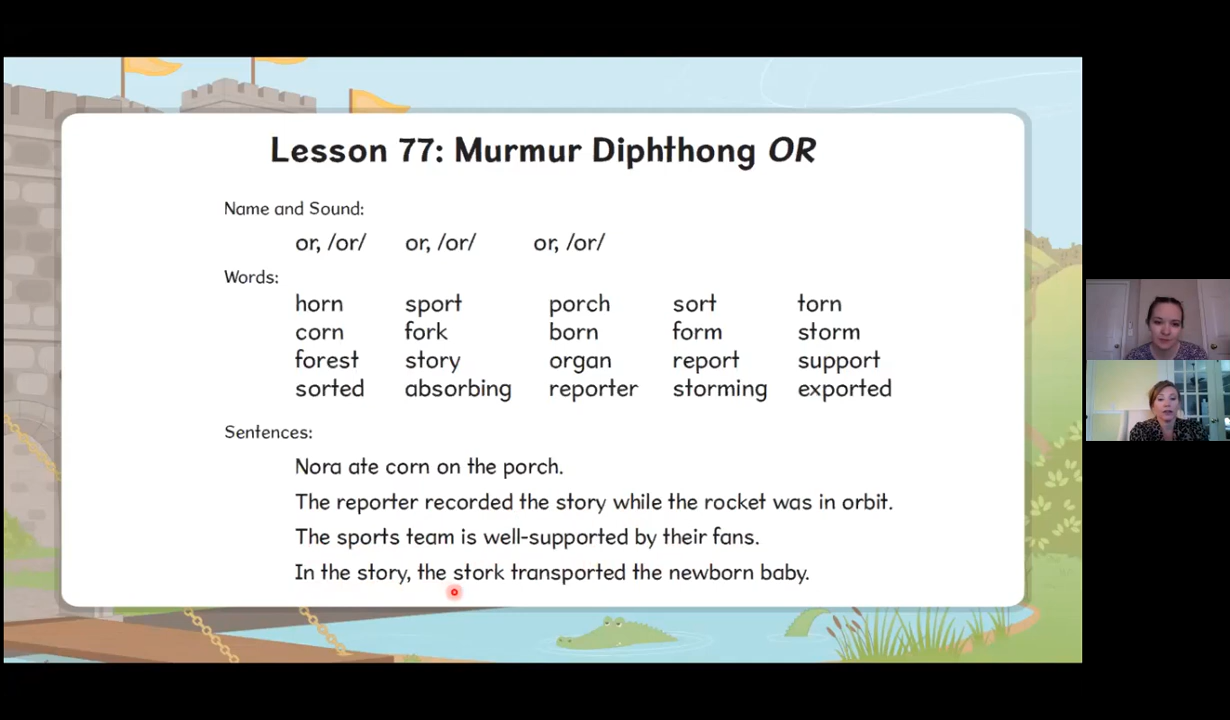 Lesson 77: Murmur Diphthong OR
Name and Sound:
or, /or/ or, /or/ or, /or/
Words:
horn sport porch sort torn
corn fork born form storm
forest story organ report support
sorted absorbing reporter storming exported
Sentences:
Nora ate corn on the porch.
The reporter recorded the story while the rocket was in orbit.
The sports team is well-supported by their fans.
In the story, the stork transported the newborn baby.